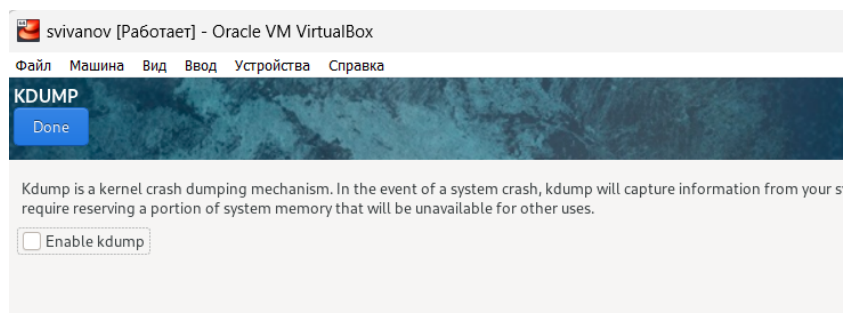 svivanov [Работает] - Oracle VM VirtualBox
Файл Машина Вид Ввод Устройства Справка
KDUMP
Done
Kdump is a kernel crash dumping mechanism. In the event of a system crash, kdump will capture information from your
require reserving a portion of system memory that will be unavailable for other uses.
Enable kdump